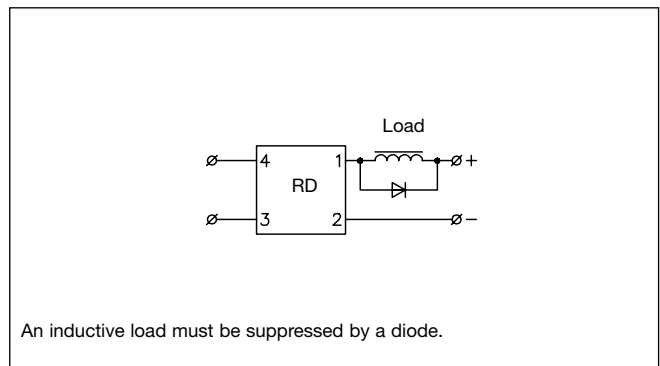 Load
4 1 +
RD
3 2 −
An inductive load must be suppressed by a diode.